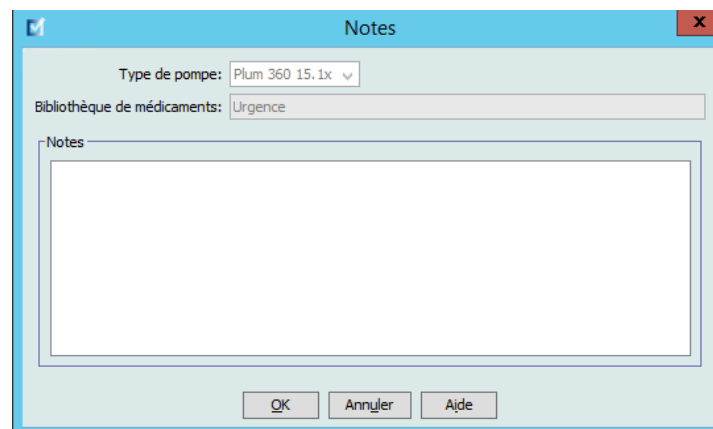 Notes
x
Type de pompe: Plum 360 15.1x
Bibliothèque de médicaments: Urgence
Notes
OK Annuler Aide